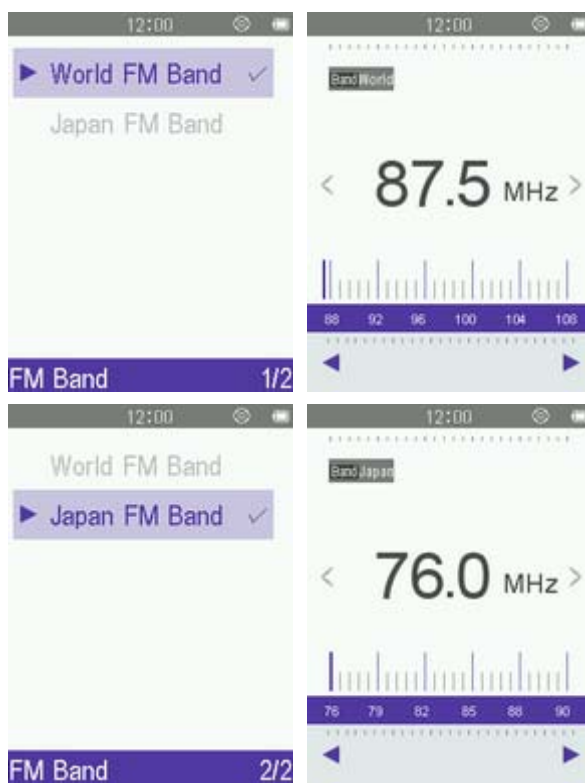 12:00
World FM Band
Japan FM Band
FM Band 1/2
12:00
Band World
87.5 MHz
88 92 96 100 104 108
12:00
World FM Band
Japan FM Band
FM Band 2/2
12:00
Band Japan
76.0 MHz
76 79 82 85 88 90